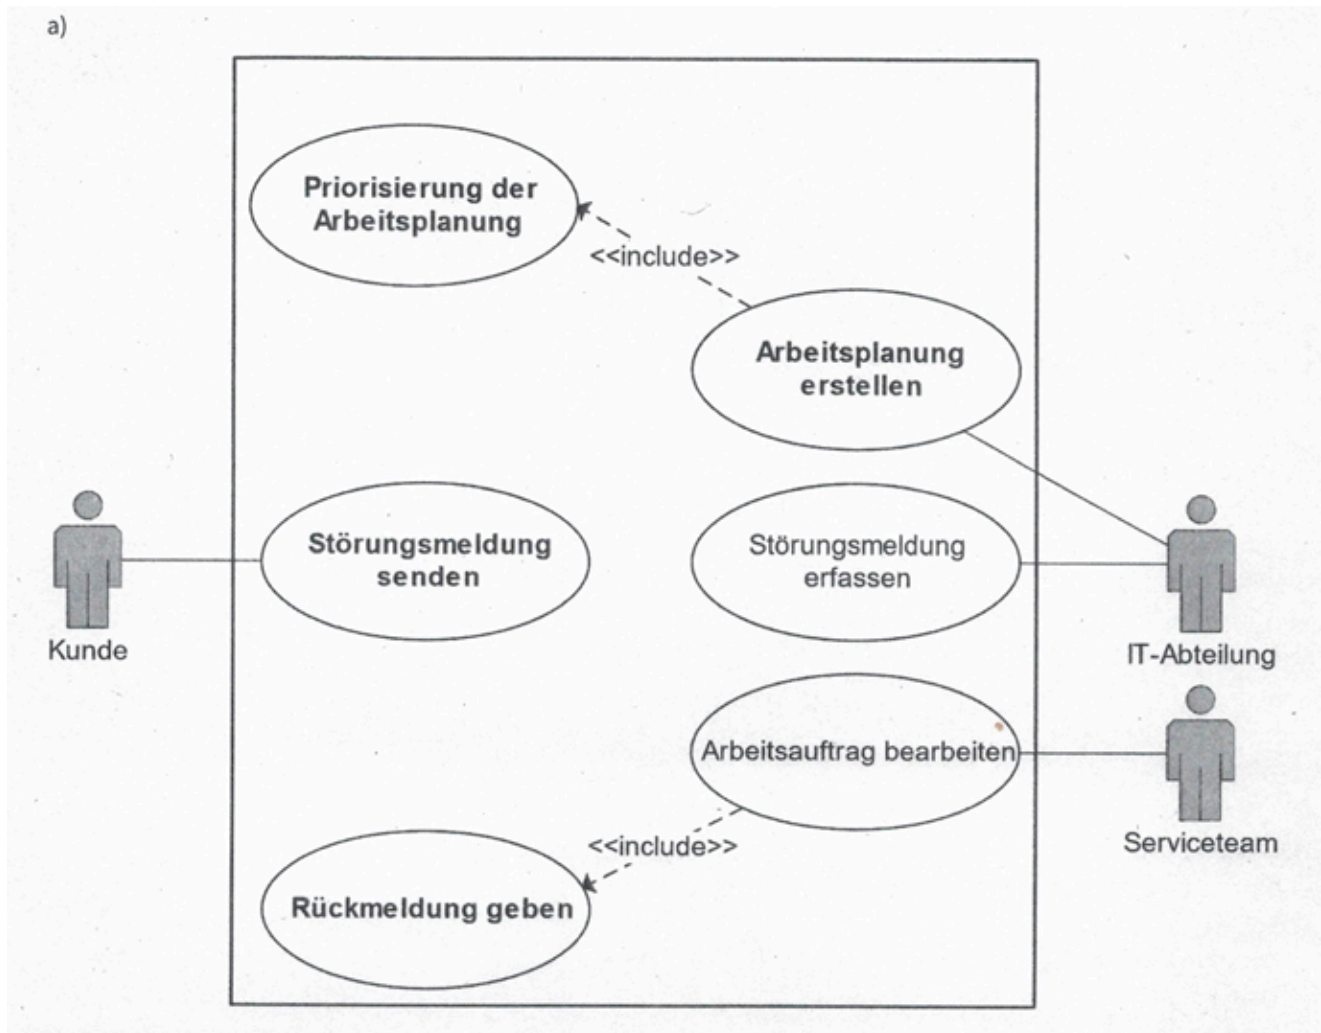 a)
Priorisierung der
Arbeitsplanung
<<include>>
Arbeitsplanung
erstellen
Störungsmeldung
senden
Störungsmeldung
erfassen
Kunde
IT-Abteilung
Arbeitsauftrag bearbeiten
<<include>>
Serviceteam
Rückmeldung geben